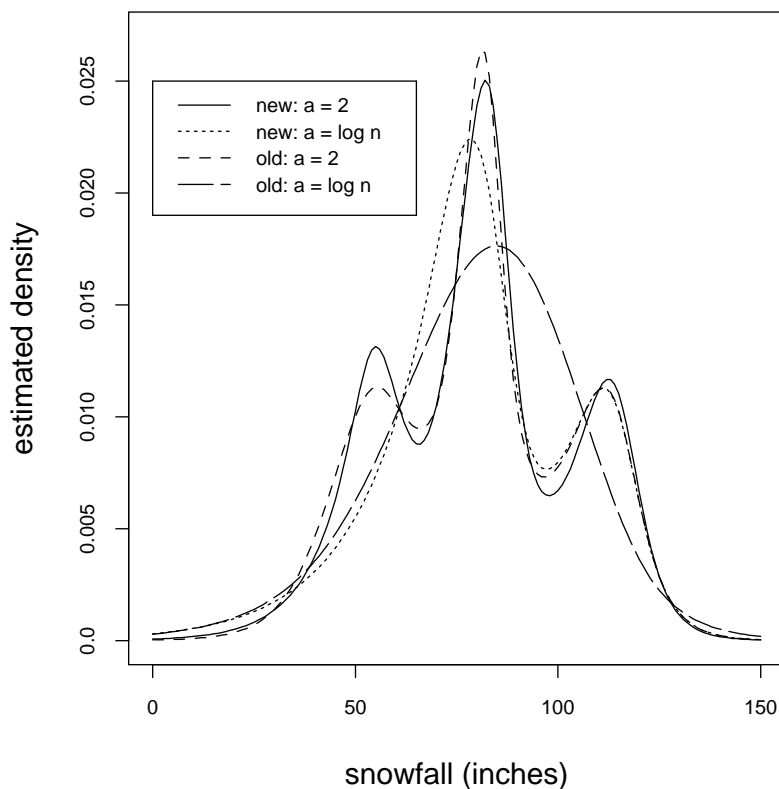 0.025
0.020
0.015
0.010
0.005
0.0
estimated density
new: a = 2
new: a = log n
old: a = 2
old: a = log n
0 50 100 150
snowfall (inches)